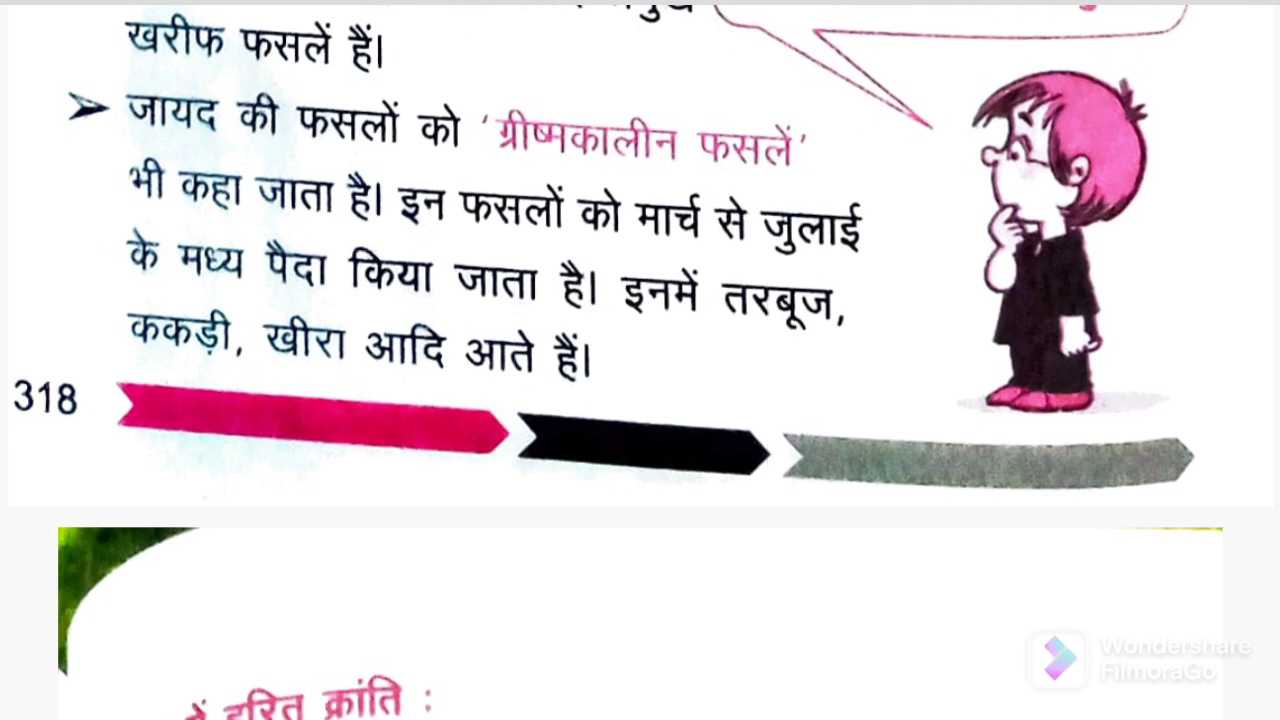 खरीफ फसलें हैं।
➤ जायद की फसलों को 'ग्रीष्मकालीन फसलें'
भी कहा जाता है। इन फसलों को मार्च से जुलाई
के मध्य पैदा किया जाता है। इनमें तरबूज,
ककड़ी, खीरा आदि आते हैं।
318
Wondershare
FilmoraGo
में हरित क्रांति :